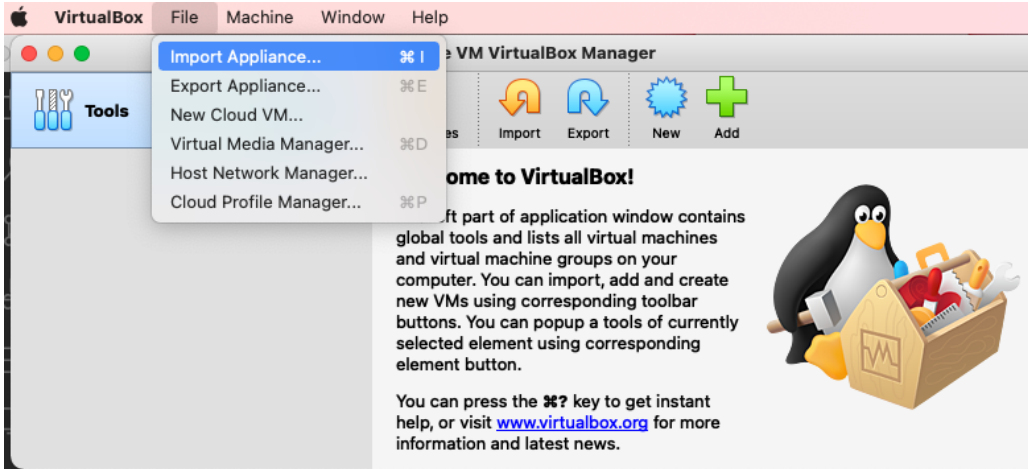 VirtualBox File Machine Window Help
VM VirtualBox Manager
Import Appliance... ⌘ I
Export Appliance... ⌘ E
New Cloud VM...
Virtual Media Manager... ⌘D
Host Network Manager...
Cloud Profile Manager... ⌘P
Tools
Import Export New Add
to VirtualBox!
part of application window contains
global tools and lists all virtual machines
and virtual machine groups on your
computer. You can import, add and create
new VMs using corresponding toolbar
buttons. You can popup a tools of currently
selected element using corresponding
element button.
You can press the ⌘? key to get instant
help, or visit www.virtualbox.org for more
information and latest news.